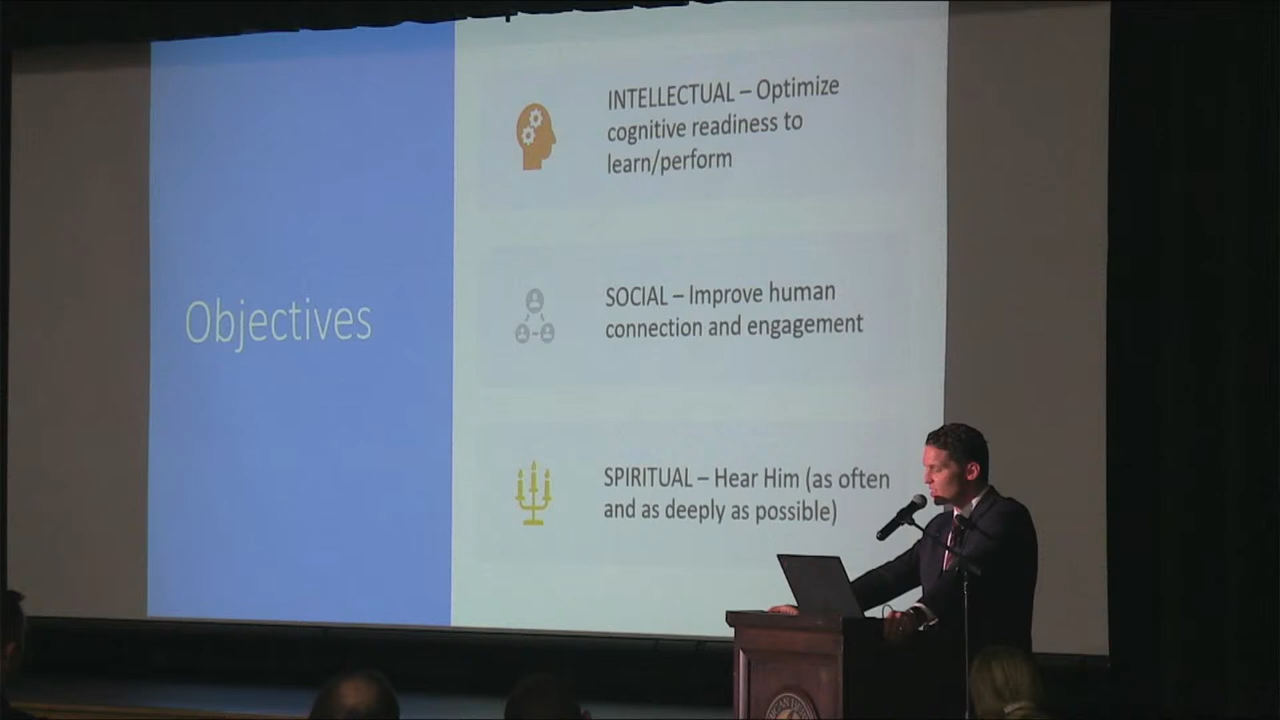 Objectives
INTELLECTUAL – Optimize
cognitive readiness to
learn/perform
SOCIAL – Improve human
connection and engagement
SPIRITUAL – Hear Him (as often
and as deeply as possible)